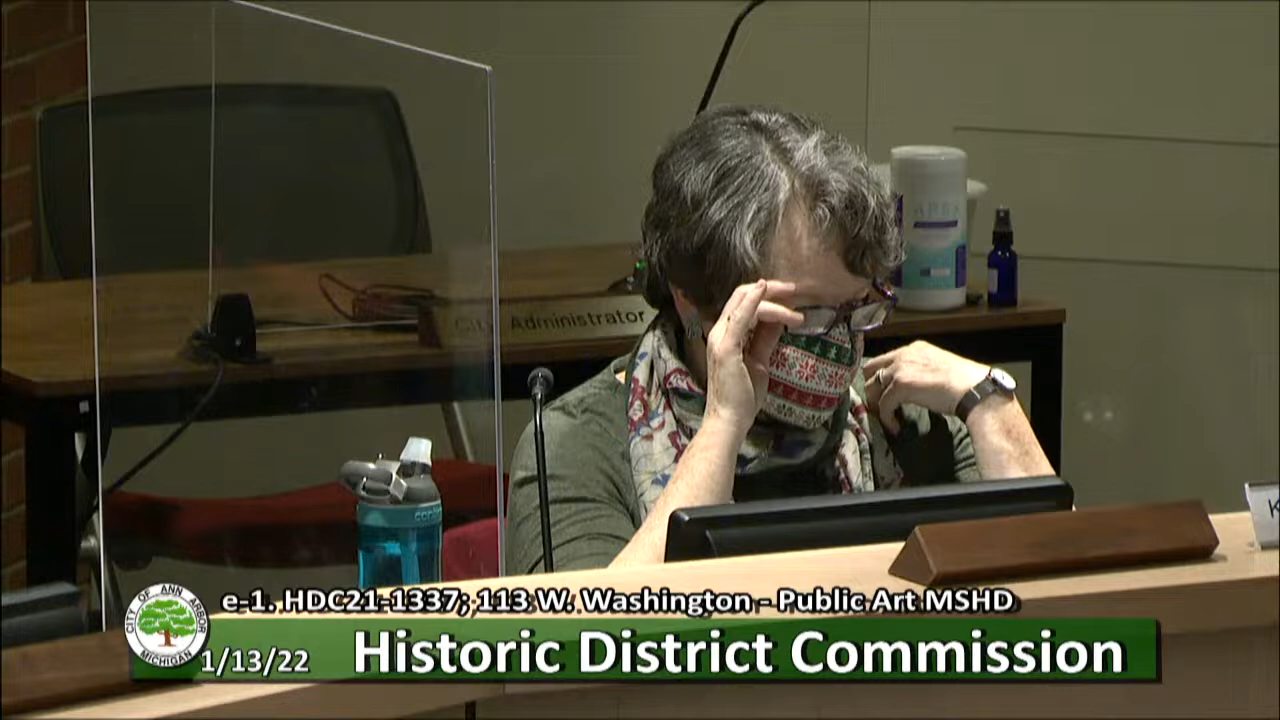 APEX
City Administrator
K
e-1. HDC21-1337; 113 W. Washington - Public Art MSHD
CITY OF ANN ARBOR
MICHIGAN
1/13/22
Historic District Commission